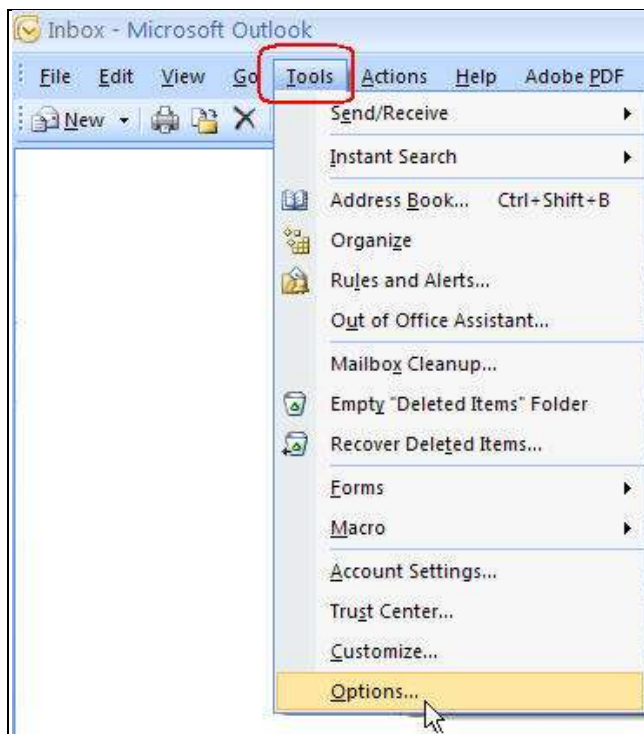 Inbox - Microsoft Outlook
File Edit View Go Tools Actions Help Adobe PDF
New
Send/Receive
Instant Search
Address Book... Ctrl+Shift+B
Organize
Rules and Alerts...
Out of Office Assistant...
Mailbox Cleanup...
Empty "Deleted Items" Folder
Recover Deleted Items...
Forms
Macro
Account Settings...
Trust Center...
Customize...
Options...